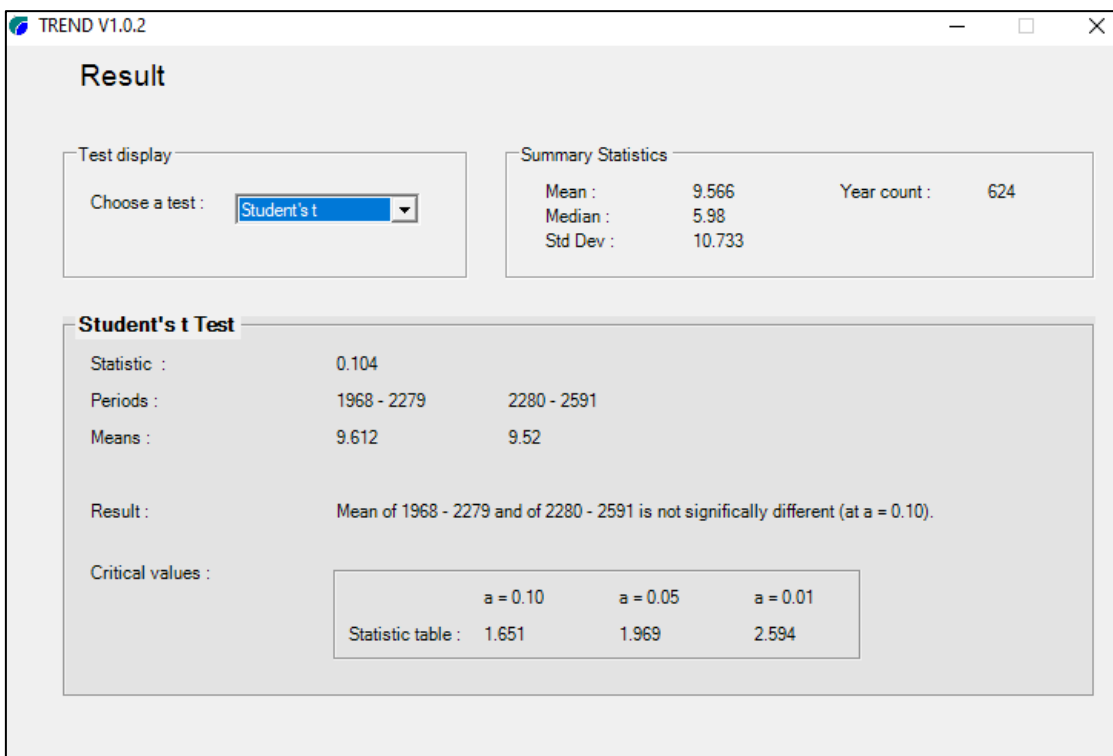 TREND V1.0.2
Result
Test display
Choose a test : Student's t
Summary Statistics
Mean : 9.566 Year count : 624
Median : 5.98
Std Dev : 10.733
Student's t Test
Statistic : 0.104
Periods : 1968 - 2279 2280 - 2591
Means : 9.612 9.52
Result : Mean of 1968 - 2279 and of 2280 - 2591 is not significally different (at a = 0.10).
Critical values :
a = 0.10 a = 0.05 a = 0.01
Statistic table : 1.651 1.969 2.594